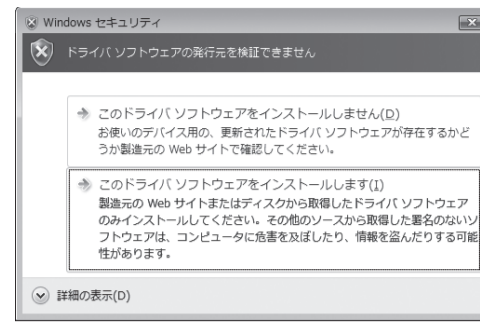 Windows セキュリティ
ドライバ ソフトウェアの発行元を検証できません
このドライバ ソフトウェアをインストールしません(D)
お使いのデバイス用の、更新されたドライバ ソフトウェアが存在するかど
うか製造元の Web サイトで確認してください。
このドライバ ソフトウェアをインストールします(I)
製造元の Web サイトまたはディスクから取得したドライバ ソフトウェア
のみインストールしてください。その他のソースから取得した署名のないソ
フトウェアは、コンピュータに危害を及ぼしたり、情報を盗んだりする可能
性があります。
詳細の表示(D)